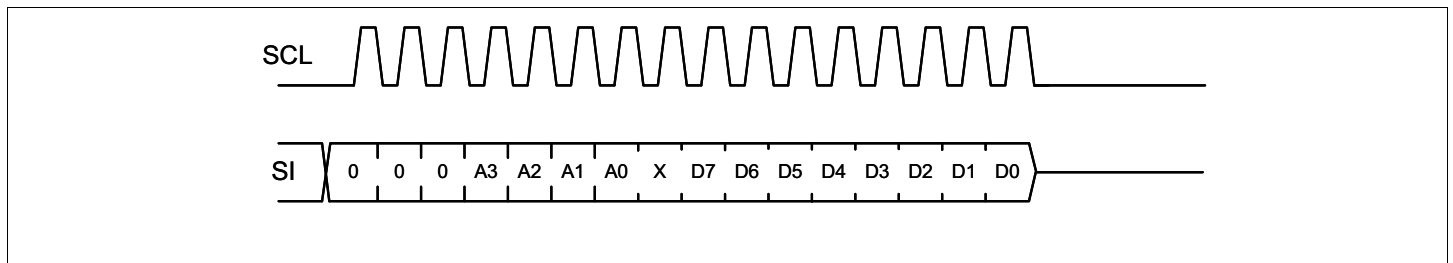 SCL
SI 0 0 0 A3 A2 A1 A0 X D7 D6 D5 D4 D3 D2 D1 D0